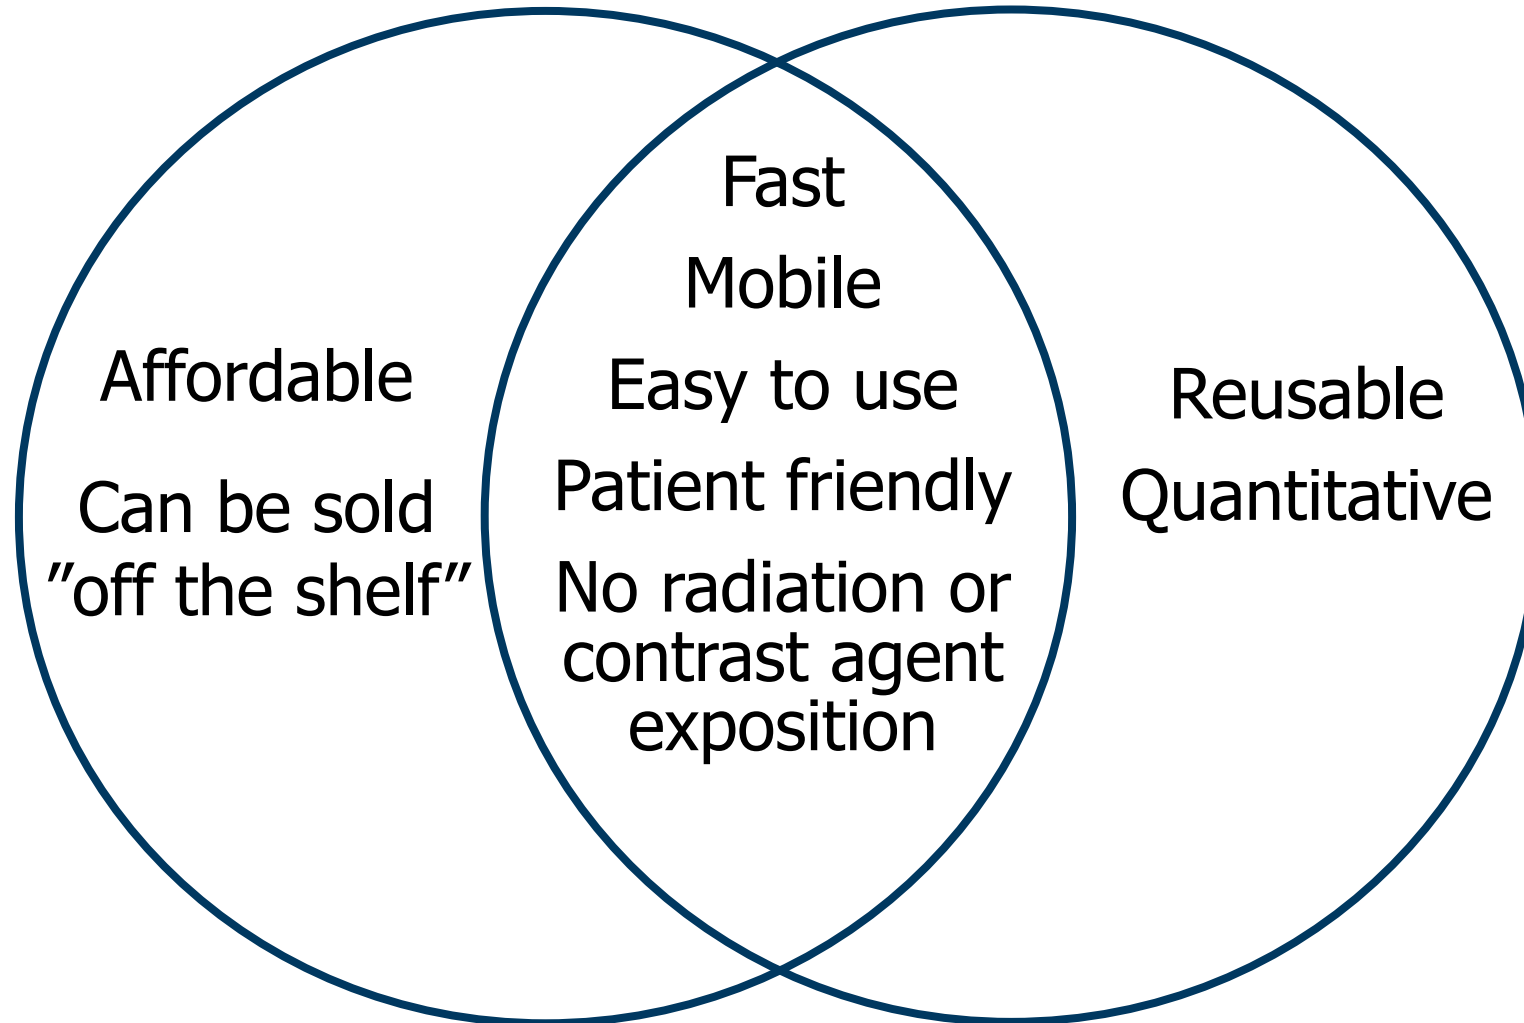 Affordable
Can be sold
”off the shelf”
Fast
Mobile
Easy to use
Patient friendly
No radiation or
contrast agent
exposition
Reusable
Quantitative